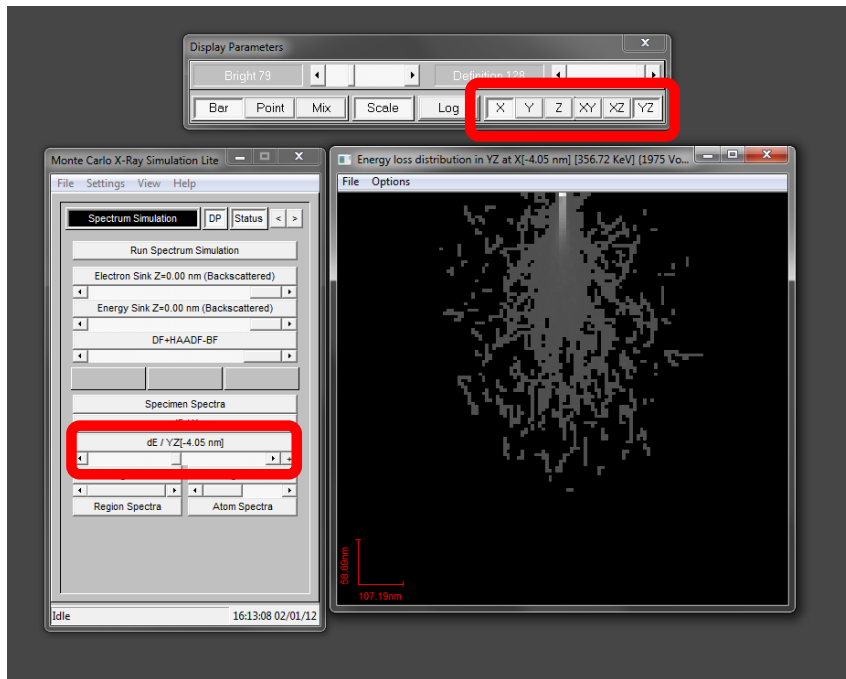 Display Parameters
x
Bright 79
Definition 128
Bar Point Mix Scale Log X Y Z XY XZ YZ
Monte Carlo X-Ray Simulation Lite
File Settings View Help
Spectrum Simulation DP Status < >
Run Spectrum Simulation
Electron Sink Z=0.00 nm (Backscattered)
Energy Sink Z=0.00 nm (Backscattered)
DF+HAADF-BF
Specimen Spectra
dE / YZ[-4.05 nm]
+
Region Spectra Atom Spectra
Idle 16:13:08 02/01/12
Energy loss distribution in YZ at X[-4.05 nm] [356.72 KeV] (1975 Vo...
File Options
107.19nm